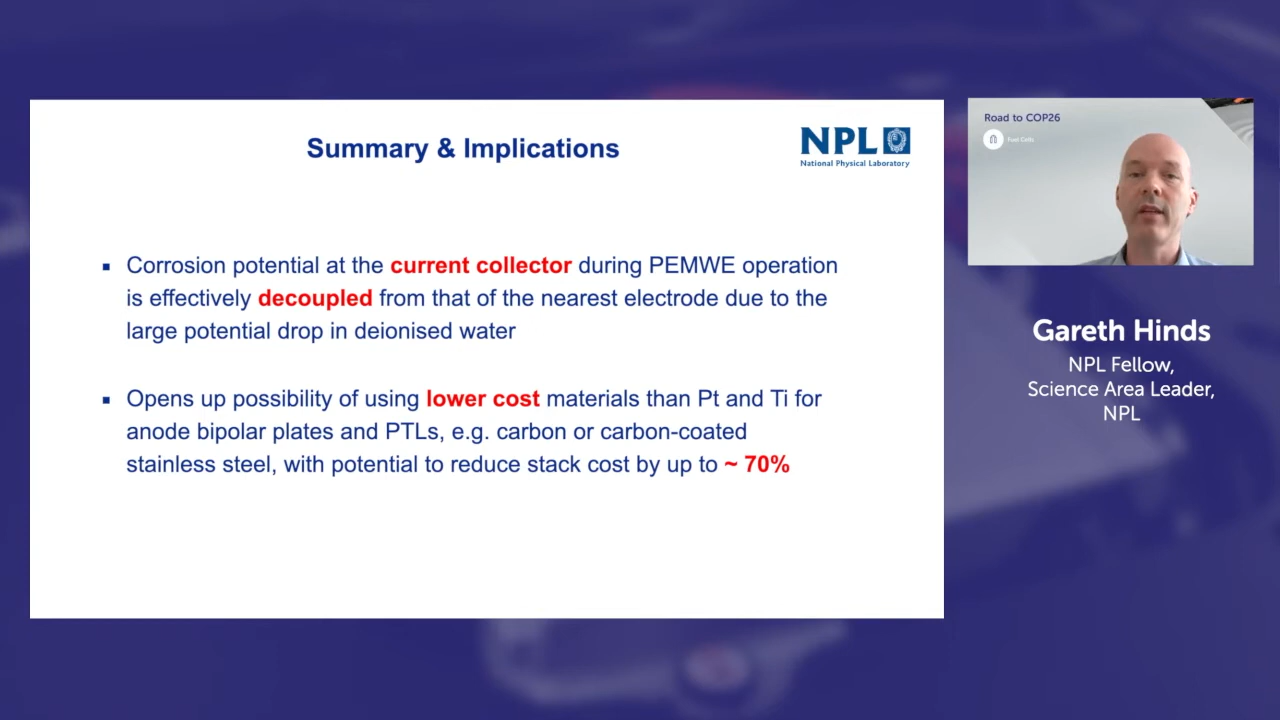 Summary & Implications
NPL
National Physical Laboratory
▪ Corrosion potential at the current collector during PEMWE operation
is effectively decoupled from that of the nearest electrode due to the
large potential drop in deionised water
▪ Opens up possibility of using lower cost materials than Pt and Ti for
anode bipolar plates and PTLs, e.g. carbon or carbon-coated
stainless steel, with potential to reduce stack cost by up to ~ 70%
Road to COP26
Fuel Cells
Gareth Hinds
NPL Fellow,
Science Area Leader,
NPL